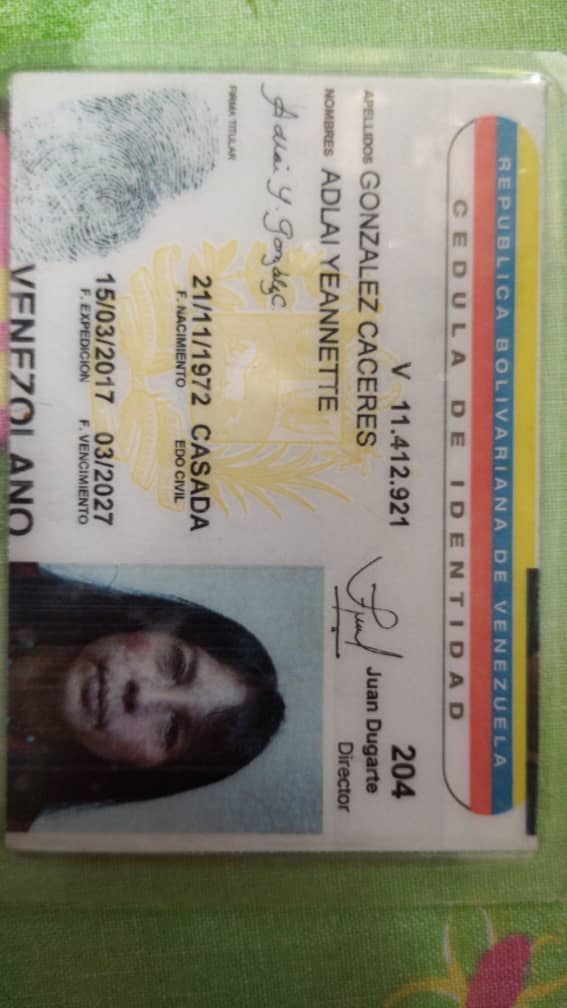 REPUBLICA BOLIVARIANA DE VENEZUELA
CEDULA DE IDENTIDAD
V 11.412.921
204
APELLIDOS GONZALEZ CACERES
Juan Dugarte
Director
NOMBRES ADLAI YEANNETTE
Adlai Y. González C.
FIRMA TITULAR
21/11/1972 CASADA
F. NACIMIENTO EDO CIVIL
15/03/2017 03/2027
F. EXPEDICION F. VENCIMIENTO
VENEZOLANO